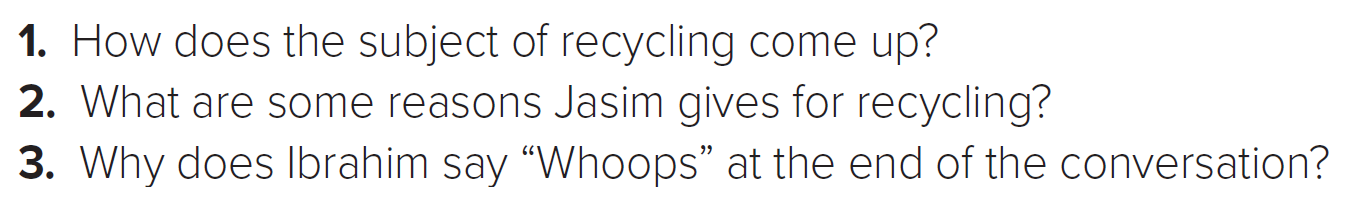 1. How does the subject of recycling come up?
2. What are some reasons Jasim gives for recycling?
3. Why does Ibrahim say “Whoops” at the end of the conversation?